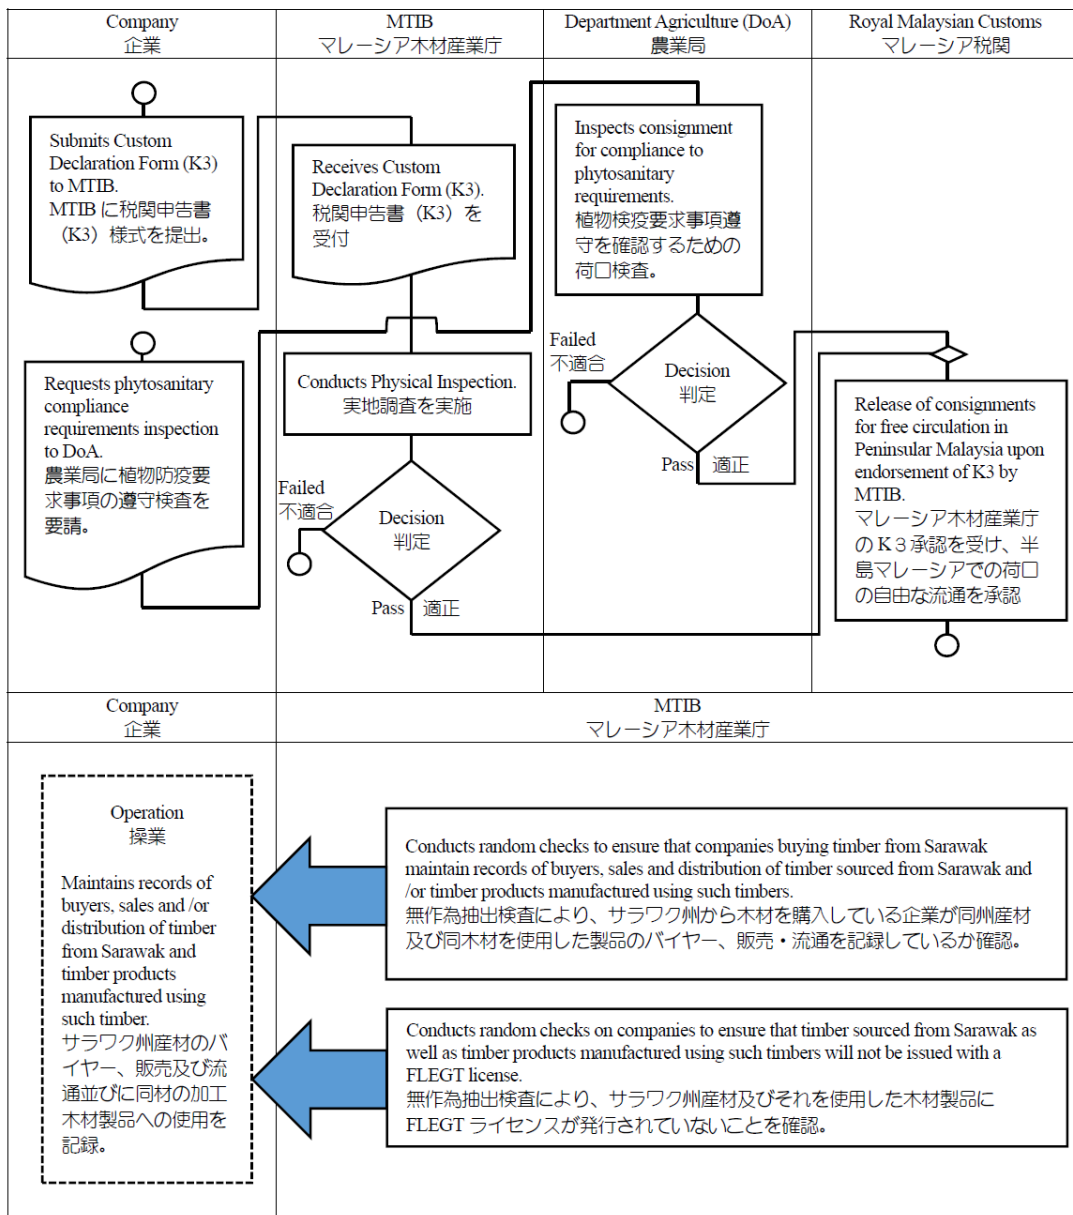 Company
企業
MTIB
マレーシア木材産業庁
Department Agriculture (DoA)
農業局
Royal Malaysian Customs
マレーシア税関
Submits Custom
Declaration Form (K3)
to MTIB.
MTIB に税関申告書
（K3）様式を提出。
Receives Custom
Declaration Form (K3).
税関申告書（K3）を
受付
Inspects consignment
for compliance to
phytosanitary
requirements.
植物検疫要求事項遵
守を確認するための
荷口検査。
Requests phytosanitary
compliance
requirements inspection
to DoA.
農業局に植物防疫要
求事項の遵守検査を
要請。
Conducts Physical Inspection.
実地調査を実施
Failed
不適合
Decision
判定
Pass 適正
Failed
不適合
Decision
判定
Pass 適正
Release of consignments
for free circulation in
Peninsular Malaysia upon
endorsement of K3 by
MTIB.
マレーシア木材産業庁
の K３承認を受け、半
島マレーシアでの荷口
の自由な流通を承認
Company
企業
MTIB
マレーシア木材産業庁
Operation
操業
Maintains records of
buyers, sales and /or
distribution of timber
from Sarawak and
timber products
manufactured using
such timber.
サラワク州産材のバ
イヤー、販売及び流
通並びに同材の加工
木材製品への使用を
記録。
Conducts random checks to ensure that companies buying timber from Sarawak
maintain records of buyers, sales and distribution of timber sourced from Sarawak and
/or timber products manufactured using such timbers.
無作為抽出検査により、サラワク州から木材を購入している企業が同州産材
及び同木材を使用した製品のバイヤー、販売・流通を記録しているか確認。
Conducts random checks on companies to ensure that timber sourced from Sarawak as
well as timber products manufactured using such timbers will not be issued with a
FLEGT license.
無作為抽出検査により、サラワク州産材及びそれを使用した木材製品に
FLEGT ライセンスが発行されていないことを確認。